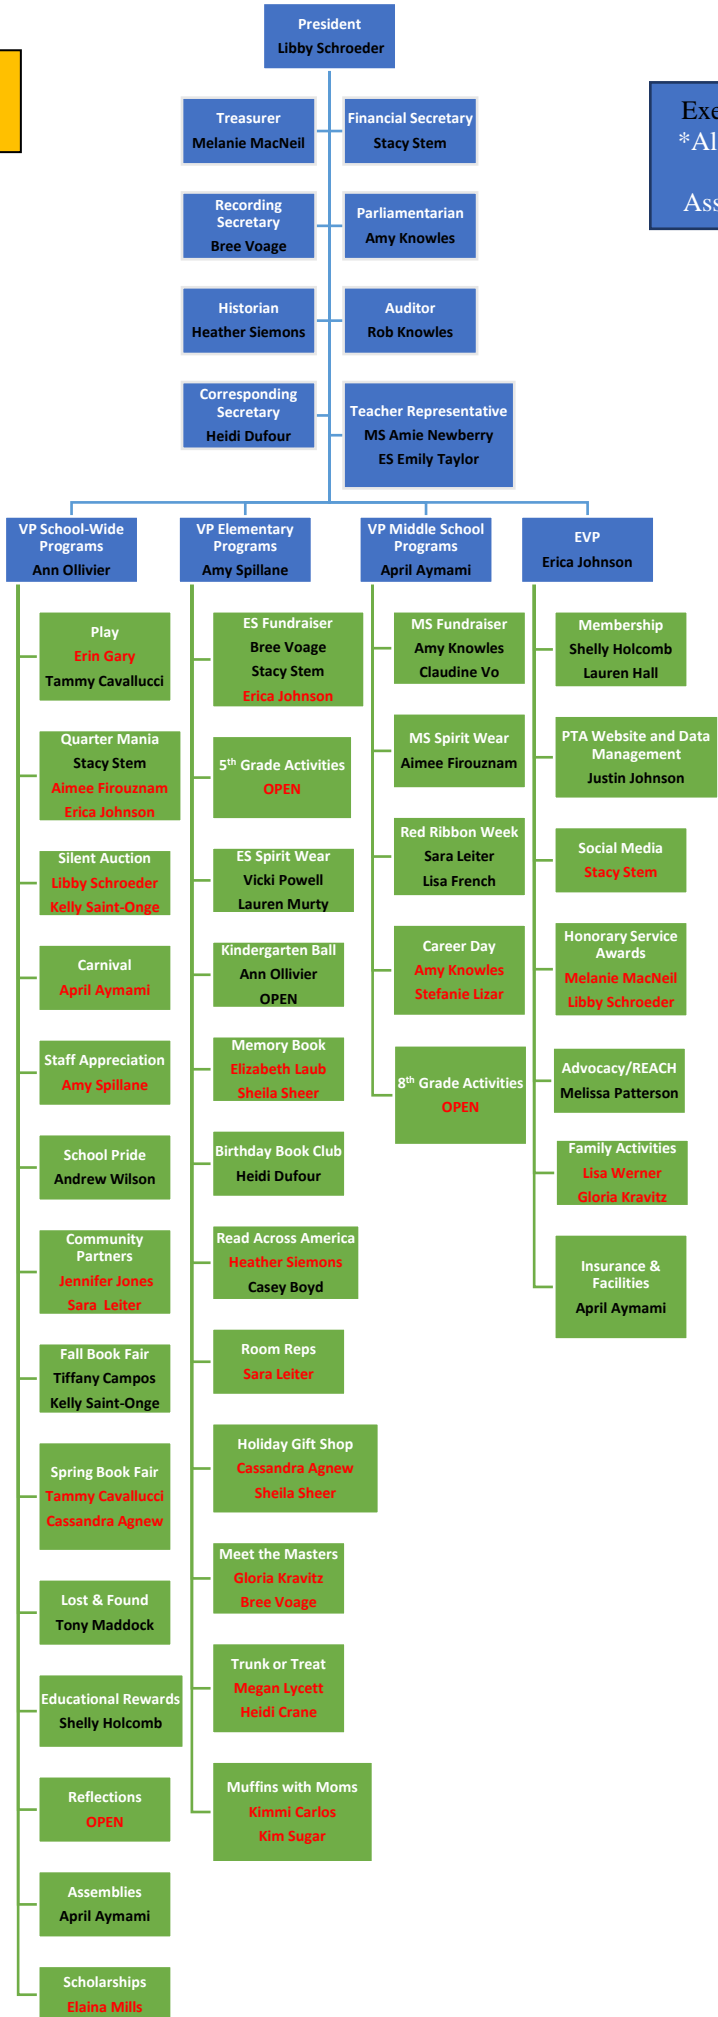 President
Libby Schroeder
Exe
*Al
Ass
Treasurer
Melanie MacNeil
Financial Secretary
Stacy Stem
Recording
Secretary
Bree Voage
Parliamentarian
Amy Knowles
Historian
Heather Siemons
Auditor
Rob Knowles
Corresponding
Secretary
Heidi Dufour
Teacher Representative
MS Amie Newberry
ES Emily Taylor
VP School-Wide
Programs
Ann Ollivier
VP Elementary
Programs
Amy Spillane
VP Middle School
Programs
April Aymami
EVP
Erica Johnson
Play
Erin Gary
Tammy Cavallucci
Quarter Mania
Stacy Stem
Aimee Firouznam
Erica Johnson
Silent Auction
Libby Schroeder
Kelly Saint-Onge
Carnival
April Aymami
Staff Appreciation
Amy Spillane
School Pride
Andrew Wilson
Community
Partners
Jennifer Jones
Sara Leiter
Fall Book Fair
Tiffany Campos
Kelly Saint-Onge
Spring Book Fair
Tammy Cavallucci
Cassandra Agnew
Lost & Found
Tony Maddock
Educational Rewards
Shelly Holcomb
Reflections
OPEN
Assemblies
April Aymami
Scholarships
Elaina Mills
ES Fundraiser
Bree Voage
Stacy Stem
Erica Johnson
5th Grade Activities
OPEN
ES Spirit Wear
Vicki Powell
Lauren Murty
Kindergarten Ball
Ann Ollivier
OPEN
Memory Book
Elizabeth Laub
Sheila Sheer
Birthday Book Club
Heidi Dufour
Read Across America
Heather Siemons
Casey Boyd
Room Reps
Sara Leiter
Holiday Gift Shop
Cassandra Agnew
Sheila Sheer
Meet the Masters
Gloria Kravitz
Bree Voage
Trunk or Treat
Megan Lycett
Heidi Crane
Muffins with Moms
Kimmi Carlos
Kim Sugar
MS Fundraiser
Amy Knowles
Claudine Vo
MS Spirit Wear
Aimee Firouznam
Red Ribbon Week
Sara Leiter
Lisa French
Career Day
Amy Knowles
Stefanie Lizar
8th Grade Activities
OPEN
Membership
Shelly Holcomb
Lauren Hall
PTA Website and Data
Management
Justin Johnson
Social Media
Stacy Stem
Honorary Service
Awards
Melanie MacNeil
Libby Schroeder
Advocacy/REACH
Melissa Patterson
Family Activities
Lisa Werner
Gloria Kravitz
Insurance &
Facilities
April Aymami